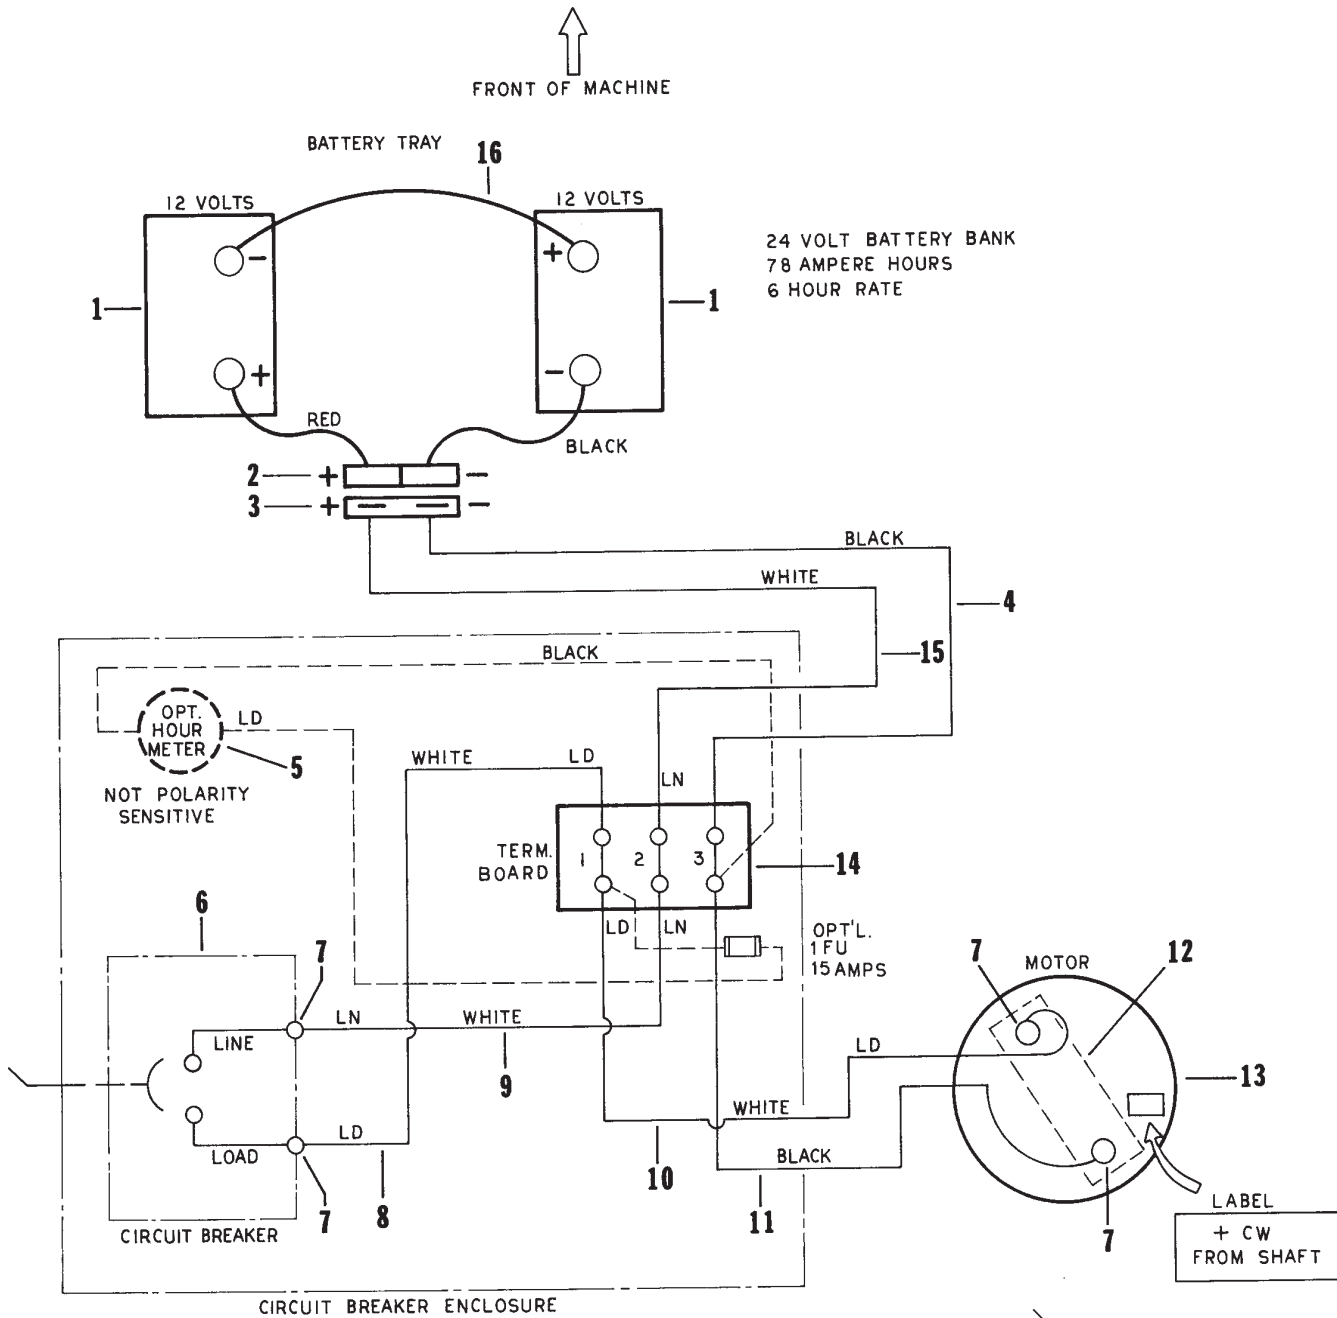 FRONT OF MACHINE
BATTERY TRAY
16
12 VOLTS
12 VOLTS
-
+
24 VOLT BATTERY BANK
78 AMPERE HOURS
6 HOUR RATE
1
1
+
-
RED
BLACK
2
+
-
3
+
-
BLACK
WHITE
4
15
BLACK
OPT.
HOUR
METER
LD
5
NOT POLARITY
SENSITIVE
WHITE
LD
LN
TERM.
BOARD
1
2
3
14
LD
LN
OPT'L.
1 FU
15 AMPS
6
7
LN
WHITE
LINE
9
7
MOTOR
12
LD
13
WHITE
LD
LOAD
BLACK
10
11
7
8
CIRCUIT BREAKER
7
LABEL
+ CW
FROM SHAFT
CIRCUIT BREAKER ENCLOSURE